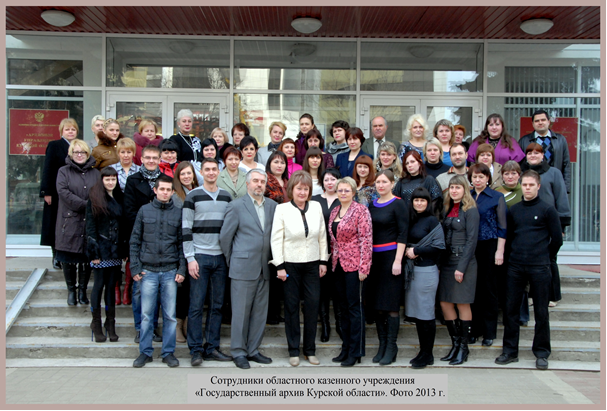 Сотрудники областного казенного учреждения
«Государственный архив Курской области». Фото 2013 г.